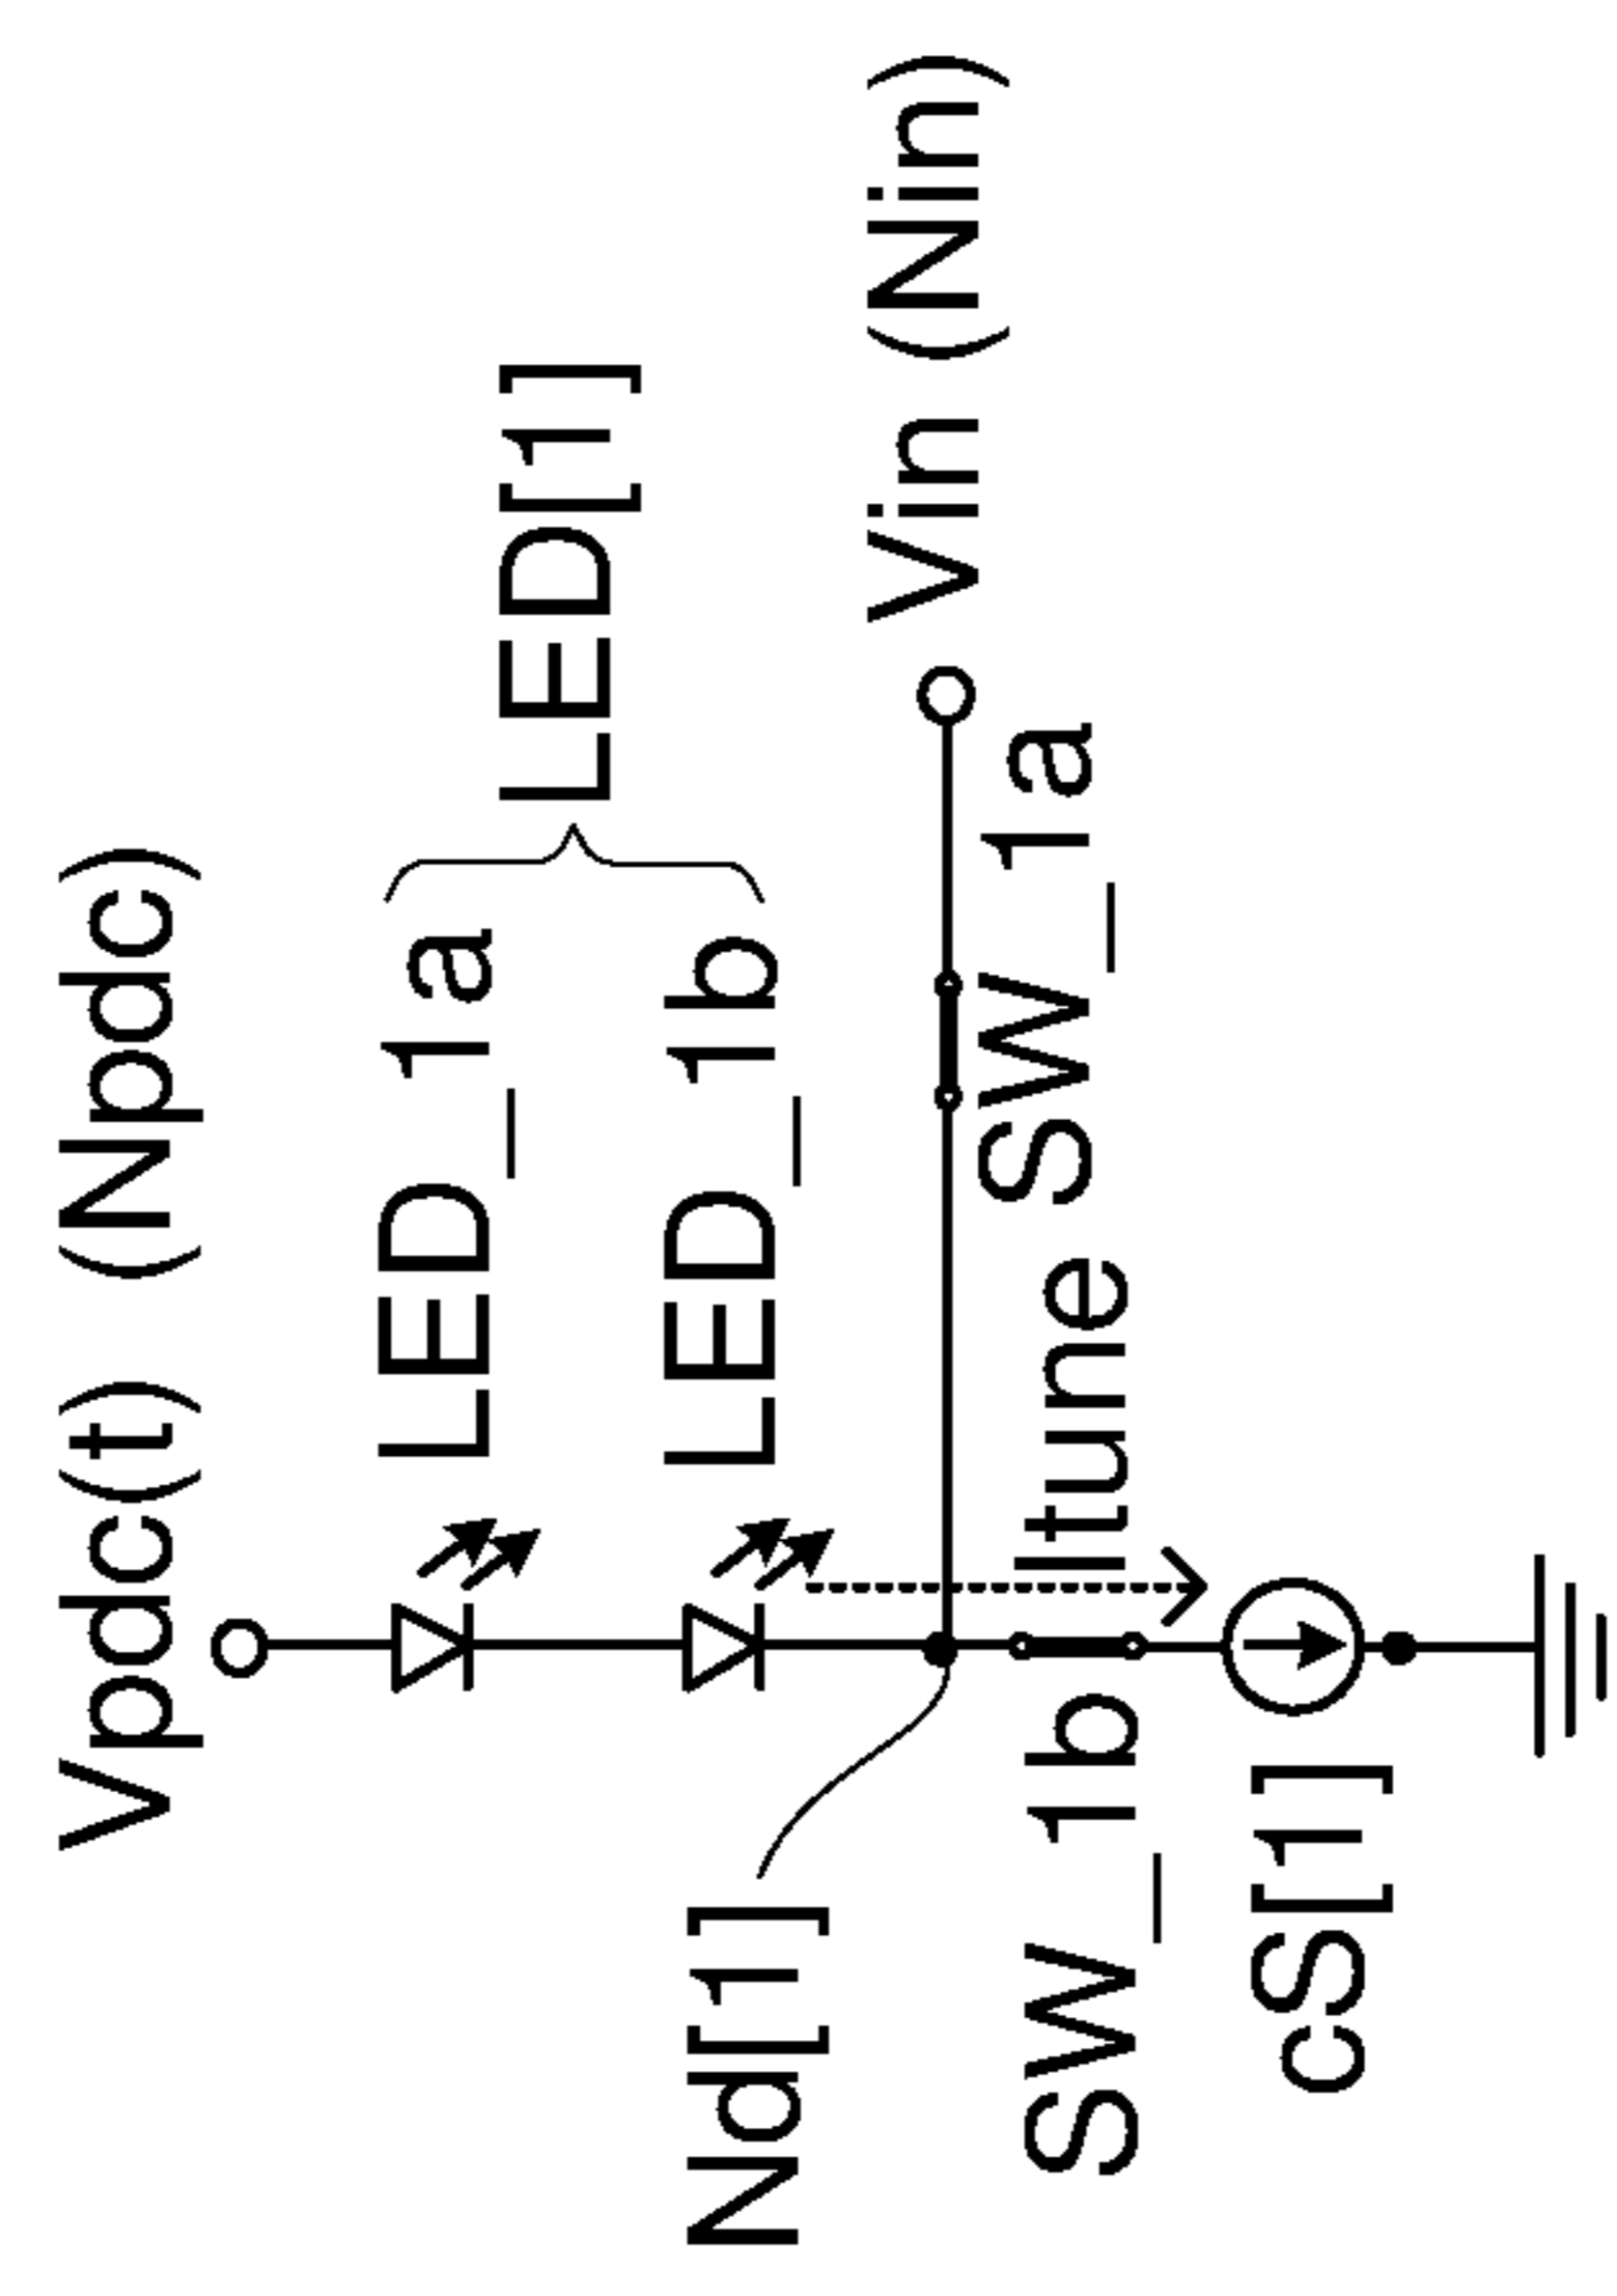 Vpdc(t) (Npdc)
LED_1a
LED[1]
LED_1b
Vin (Nin)
Nd[1]
SW_1a
Itune
SW_1b
cS[1]